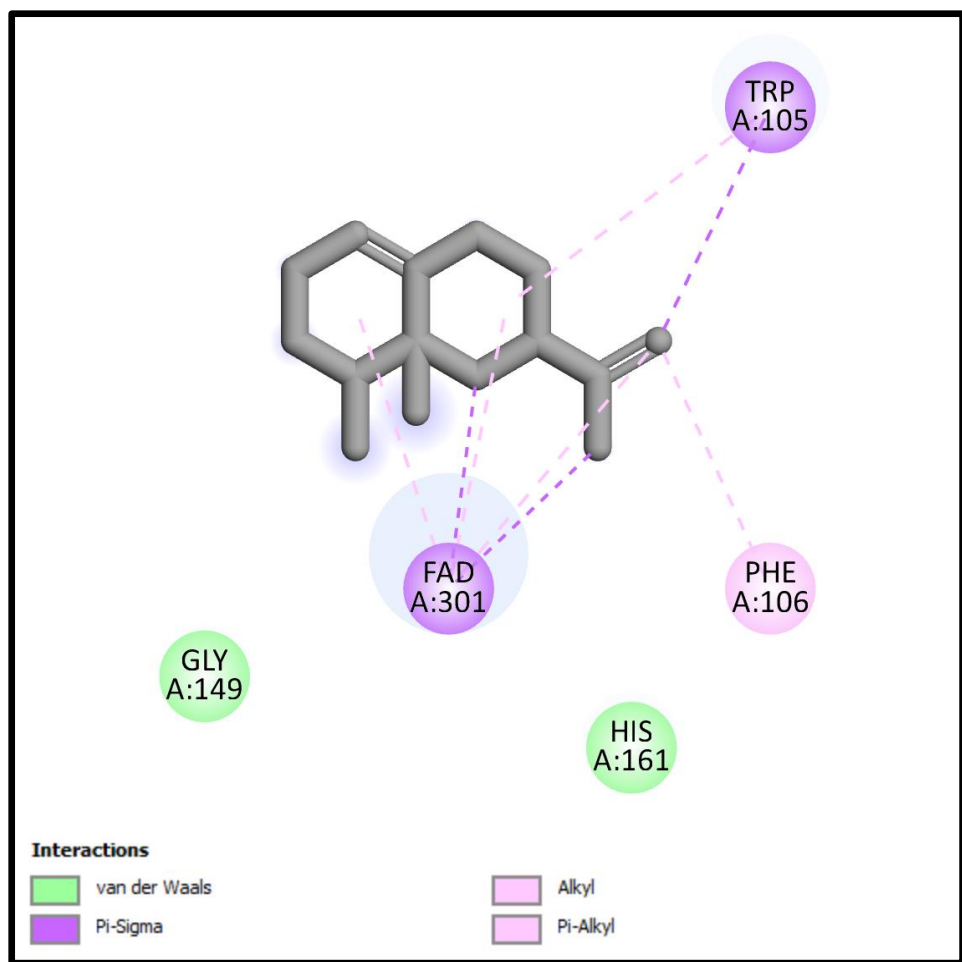 TRP
A:105
FAD
A:301
PHE
A:106
GLY
A:149
HIS
A:161
Interactions
van der Waals
Pi-Sigma
Alkyl
Pi-Alkyl